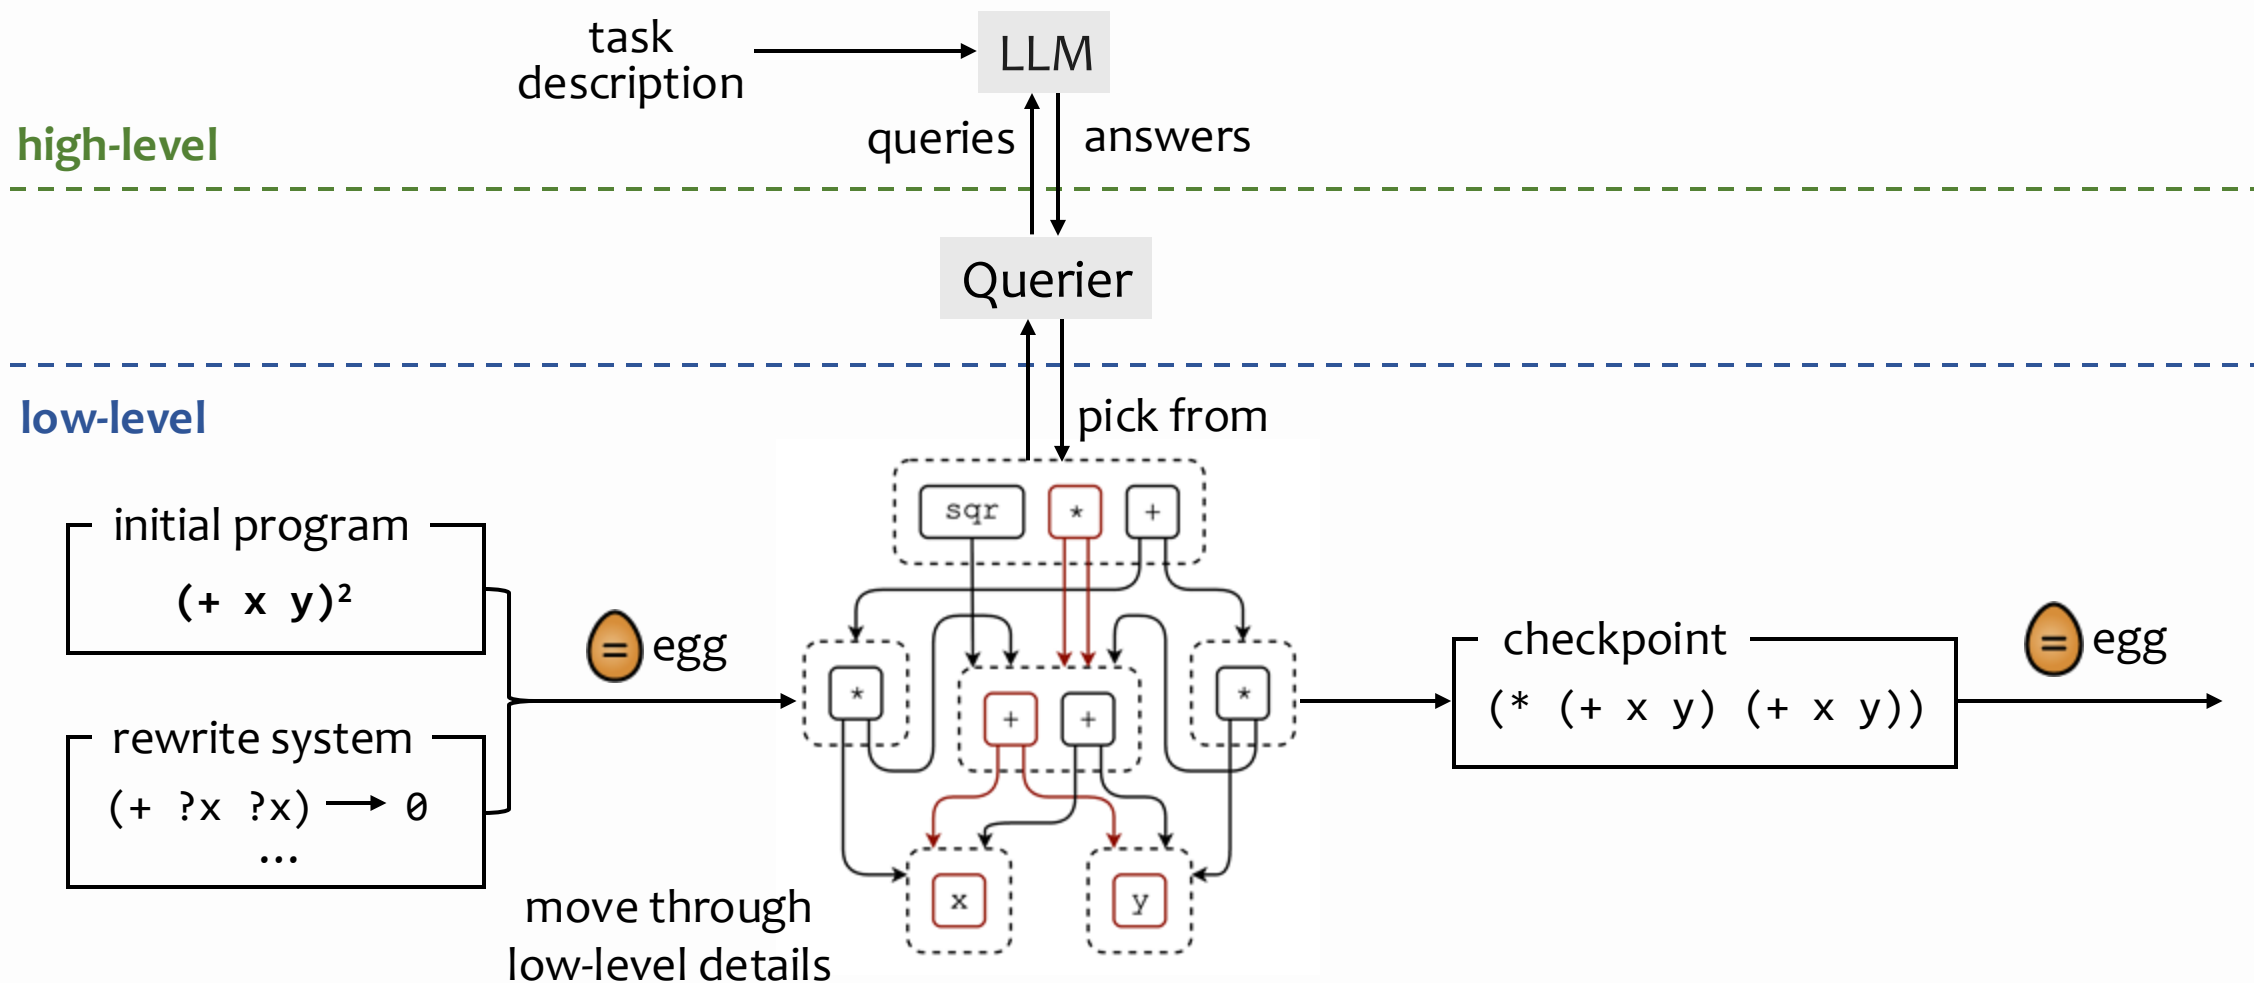 task
description
LLM
queries
answers
high-level
Querier
low-level
pick from
sqr
*
+
initial program
(+ x y)²
= egg
rewrite system
(+ ?x ?x) → 0
...
*
+
+
*
x
y
move through
low-level details
checkpoint
(* (+ x y) (+ x y))
= egg